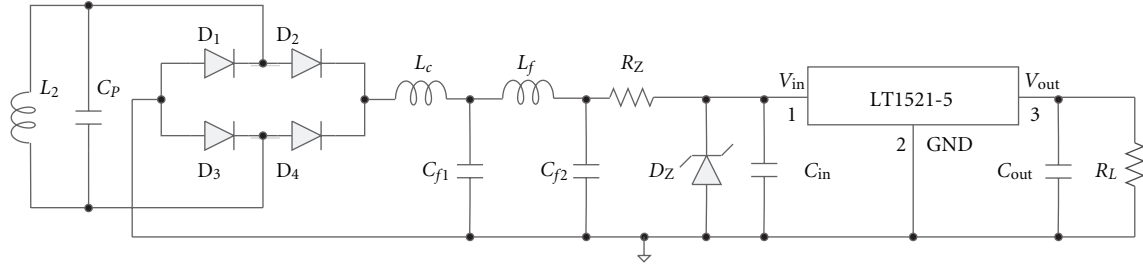 D1
D2
L2
CP
D3
D4
Lc
Lf
RZ
Cf1
Cf2
DZ
Cin
Vin
1
LT1521-5
2
GND
Vout
3
Cout
RL